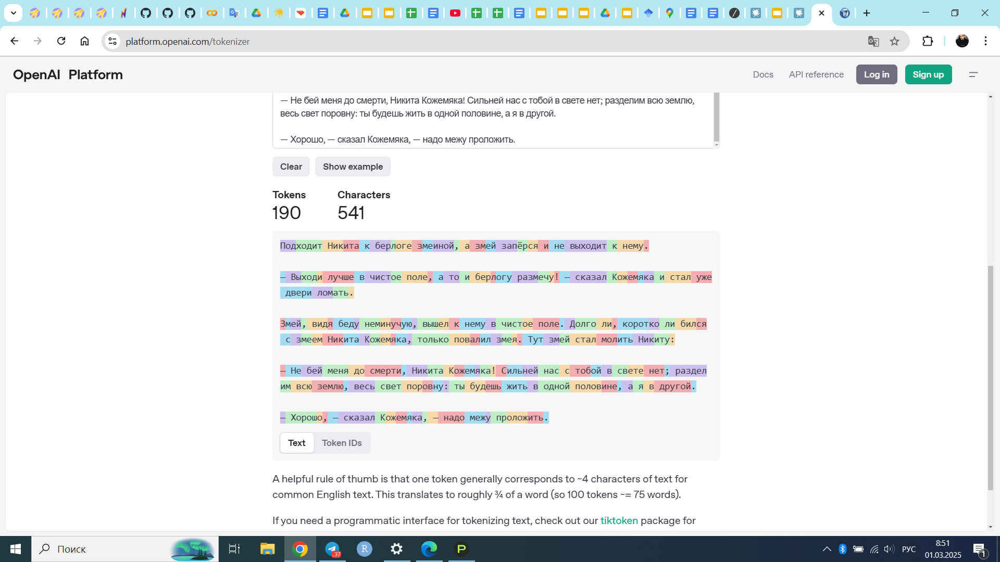 platform.openai.com/tokenizer
OpenAI Platform
Docs
API reference
Log in
Sign up
— Не бей меня до смерти, Никита Кожемяка! Сильней нас с тобой в свете нет; разделим всю землю,
весь свет поровну: ты будешь жить в одной половине, а я в другой.
— Хорошо, — сказал Кожемяка, — надо межу проложить.
Clear
Show example
Tokens
Characters
190
541
Подходит Никита к берлоге змеиной, а змей запёрся и не выходит к нему.
— Выходи лучше в чистое поле, а то и берлогу размечу! — сказал Кожемяка и стал уже
двери ломать.
Змей, видя беду неминучую, вышел к нему в чистое поле. Долго ли, коротко ли бился
с змеем Никита Кожемяка, только повалил змея. Тут змей стал молить Никиту:
— Не бей меня до смерти, Никита Кожемяка! Сильней нас с тобой в свете нет; раздел
им всю землю, весь свет поровну: ты будешь жить в одной половине, а я в другой.
— Хорошо, — сказал Кожемяка, — надо межу проложить.
Text
Token IDs
A helpful rule of thumb is that one token generally corresponds to ~4 characters of text for
common English text. This translates to roughly ¾ of a word (so 100 tokens ~= 75 words).
If you need a programmatic interface for tokenizing text, check out our tiktoken package for
Поиск
37
R
P
РУС
8:51
01.03.2025
1